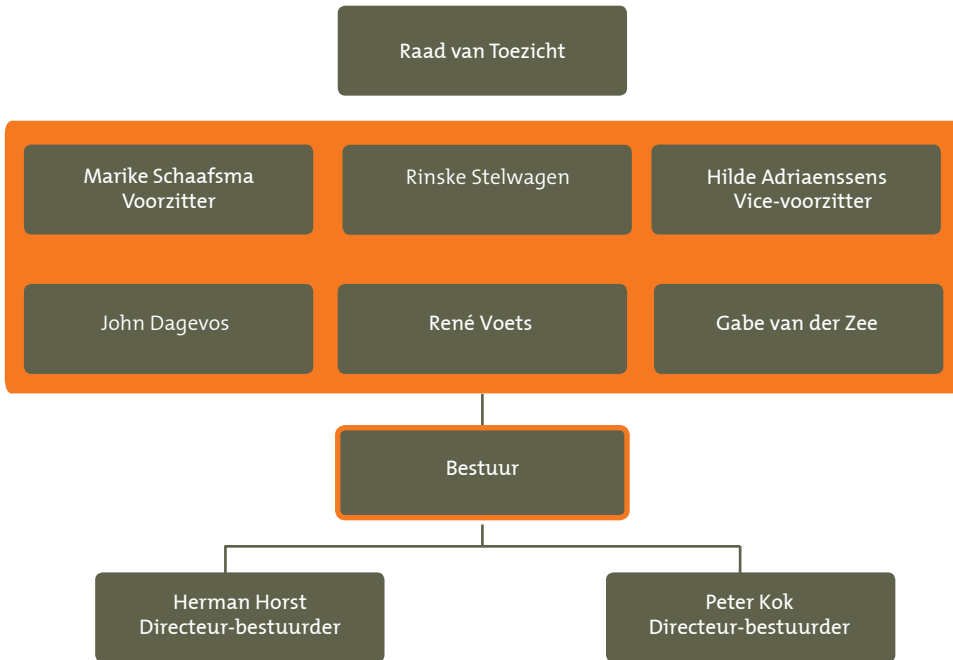 Raad van Toezicht
Marike Schaafsma
Voorzitter
Rinske Stelwagen
Hilde Adriaenssens
Vice-voorzitter
John Dagevos
René Voets
Gabe van der Zee
Bestuur
Herman Horst
Directeur-bestuurder
Peter Kok
Directeur-bestuurder